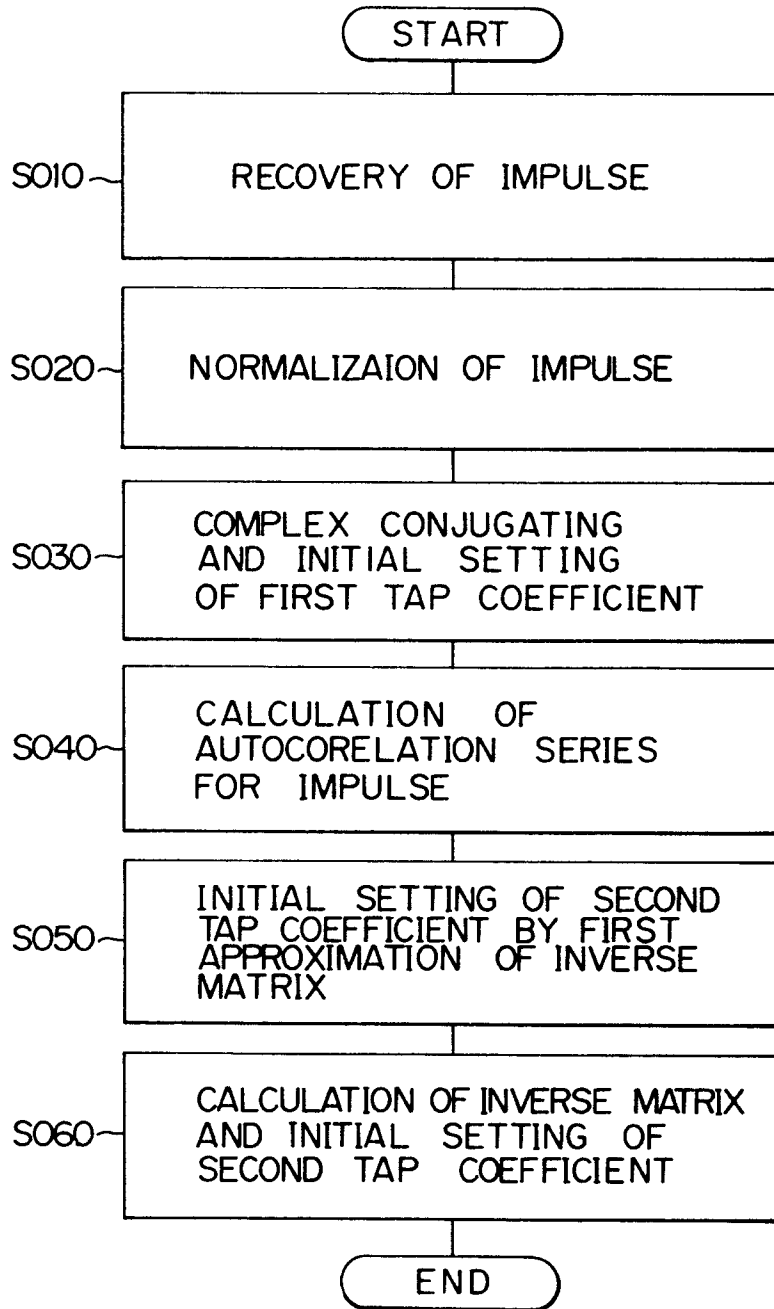 START
S010
RECOVERY OF IMPULSE
S020
NORMALIZAION OF IMPULSE
S030
COMPLEX CONJUGATING
AND INITIAL SETTING
OF FIRST TAP COEFFICIENT
S040
CALCULATION OF
AUTOCORELATION SERIES
FOR IMPULSE
S050
INITIAL SETTING OF SECOND
TAP COEFFICIENT BY FIRST
APPROXIMATION OF INVERSE
MATRIX
S060
CALCULATION OF INVERSE MATRIX
AND INITIAL SETTING OF
SECOND TAP COEFFICIENT
END